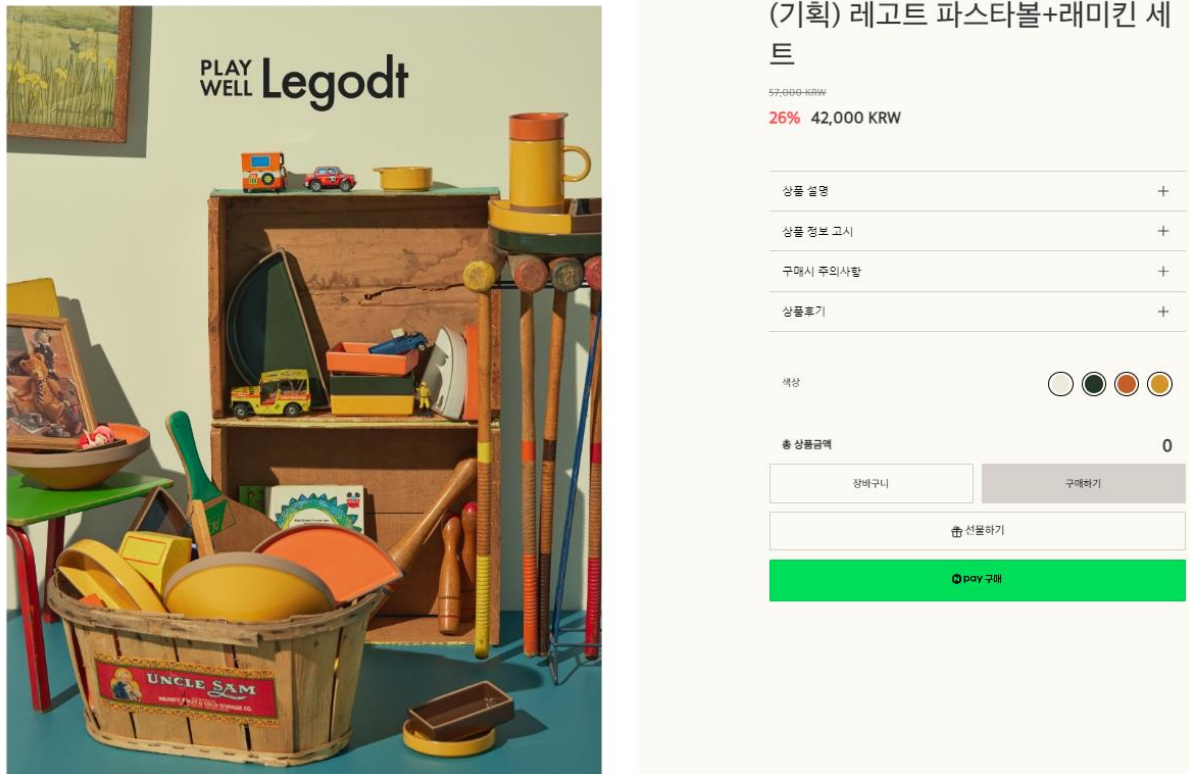 PLAY
WELL Legodt
UNCLE SAM
(기획) 레고트 파스타볼+래미킨 세
트
57,000 KRW
26% 42,000 KRW
상품 설명 +
상품 정보 고시 +
구매시 주의사항 +
상품후기 +
색상
총 상품금액 0
장바구니 구매하기
선물하기
N pay 구매